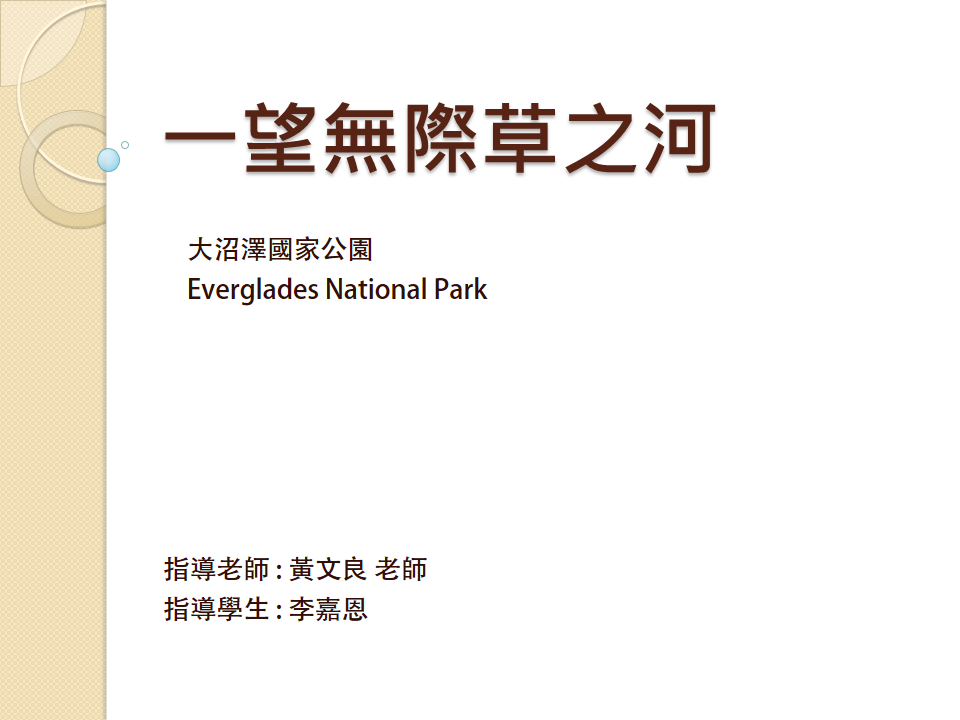 一望無際草之河
大沼澤國家公園
Everglades National Park
指導老師 : 黃文良 老師
指導學生 : 李嘉恩